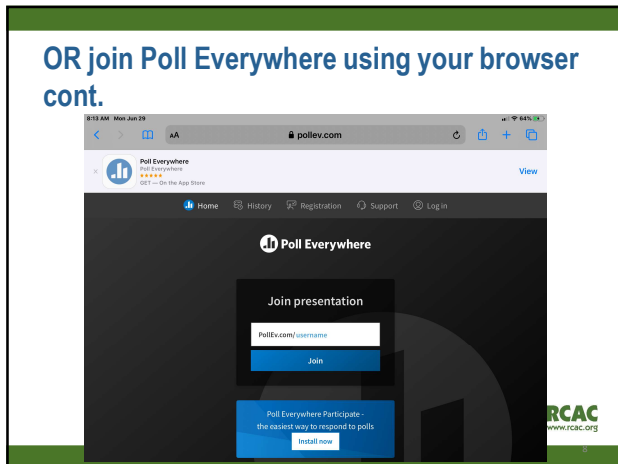 OR join Poll Everywhere using your browser
cont.
8:13 AM Mon Jun 29
64%
AA
pollev.com
Poll Everywhere
Poll Everywhere
GET — On the App Store
View
Home History Registration Support Log in
Poll Everywhere
Join presentation
PollEv.com/username
Join
Poll Everywhere Participate -
the easiest way to respond to polls
Install now
RCAC
www.rcac.org
8